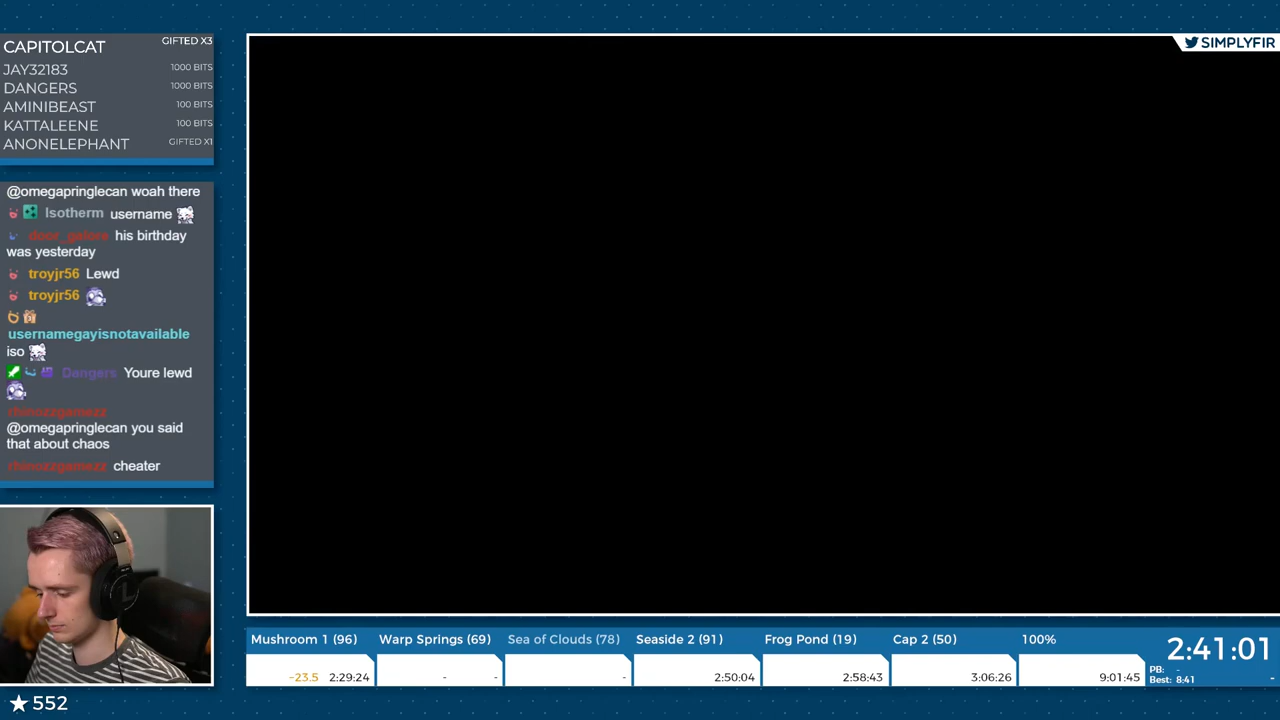 CAPITOLCAT GIFTED X3
JAY32183 1000 BITS
DANGERS 1000 BITS
AMINIBEAST 100 BITS
KATTALEENE 100 BITS
ANONELEPHANT GIFTED X1
@omegapringlecan woah there
Isotherm username
door_galore his birthday
was yesterday
troyjr56 Lewd
troyjr56
usernamegayisnotavailable
iso
Dangers Youre lewd
rhinozzgamezz
@omegapringlecan you said
that about chaos
rhinozzgamezz cheater
SIMPLYFIR
Mushroom 1 (96) Warp Springs (69) Sea of Clouds (78) Seaside 2 (91) Frog Pond (19) Cap 2 (50) 100%
-23.5 2:29:24 - - - 2:50:04 2:58:43 3:06:26 9:01:45
2:41:01
PB: -
Best: 8:41 -
★552